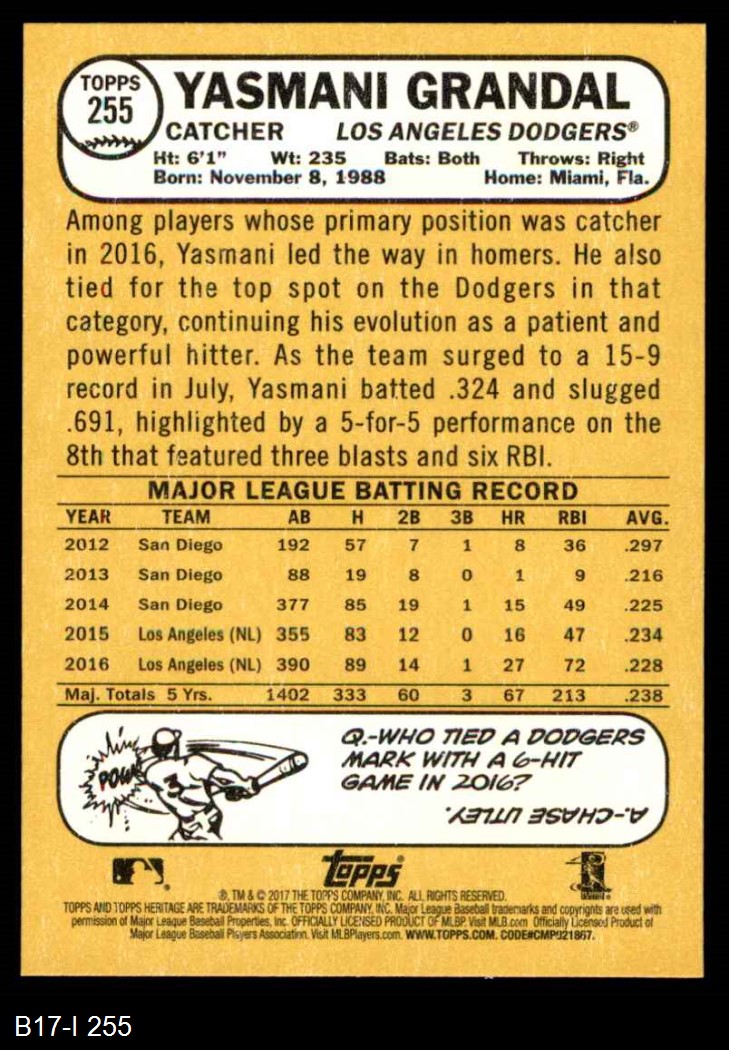 TOPPS
255
YASMANI GRANDAL
CATCHER LOS ANGELES DODGERS®
Ht: 6'1" Wt: 235 Bats: Both Throws: Right
Born: November 8, 1988 Home: Miami, Fla.
Among players whose primary position was catcher
in 2016, Yasmani led the way in homers. He also
tied for the top spot on the Dodgers in that
category, continuing his evolution as a patient and
powerful hitter. As the team surged to a 15-9
record in July, Yasmani batted .324 and slugged
.691, highlighted by a 5-for-5 performance on the
8th that featured three blasts and six RBI.
MAJOR LEAGUE BATTING RECORD
YEAR TEAM AB H 2B 3B HR RBI AVG.
2012 San Diego 192 57 7 1 8 36 .297
2013 San Diego 88 19 8 0 1 9 .216
2014 San Diego 377 85 19 1 15 49 .225
2015 Los Angeles (NL) 355 83 12 0 16 47 .234
2016 Los Angeles (NL) 390 89 14 1 27 72 .228
Maj. Totals 5 Yrs. 1402 333 60 3 67 213 .238
POW!
3
Q.-WHO TIED A DODGERS
MARK WITH A 6-HIT
GAME IN 2016?
A.-CHASE UTLEY.
topps®
®, TM & © 2017 THE TOPPS COMPANY, INC. ALL RIGHTS RESERVED.
TOPPS AND TOPPS HERITAGE ARE TRADEMARKS OF THE TOPPS COMPANY, INC. Major League Baseball trademarks and copyrights are used with
permission of Major League Baseball Properties, Inc. OFFICIALLY LICENSED PRODUCT OF MLBP. Visit MLB.com Officially Licensed Product of
Major League Baseball Players Association. Visit MLBPlayers.com. WWW.TOPPS.COM. CODE#CMP021867.
B17-I 255